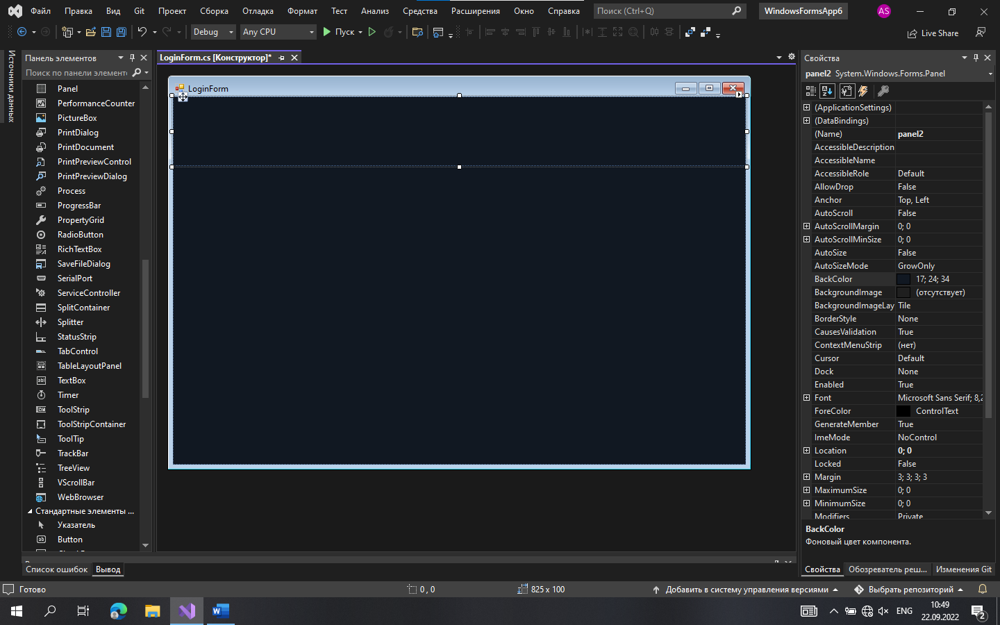 Файл Правка Вид Git Проект Сборка Отладка Формат Тест Анализ Средства Расширения Окно Справка Поиск (Ctrl+Q) WindowsFormsApp6 AS
Debug Any CPU Пуск Live Share
Источники данных
Панель элементов
Поиск по панели элемент
Panel
PerformanceCounter
PictureBox
PrintDialog
PrintDocument
PrintPreviewControl
PrintPreviewDialog
Process
ProgressBar
PropertyGrid
RadioButton
RichTextBox
SaveFileDialog
SerialPort
ServiceController
SplitContainer
Splitter
StatusStrip
TabControl
TableLayoutPanel
TextBox
Timer
ToolStrip
ToolStripContainer
ToolTip
TrackBar
TreeView
VScrollBar
WebBrowser
Стандартные элементы ...
Указатель
Button
LoginForm.cs [Конструктор]*
LoginForm
Свойства
panel2 System.Windows.Forms.Panel
(ApplicationSettings)
(DataBindings)
(Name) panel2
AccessibleDescription
AccessibleName
AccessibleRole Default
AllowDrop False
Anchor Top, Left
AutoScroll False
AutoScrollMargin 0; 0
AutoScrollMinSize 0; 0
AutoSize False
AutoSizeMode GrowOnly
BackColor 17; 24; 34
BackgroundImage (отсутствует)
BackgroundImageLay Tile
BorderStyle None
CausesValidation True
ContextMenuStrip (нет)
Cursor Default
Dock None
Enabled True
Font Microsoft Sans Serif; 8,2
ForeColor ControlText
GenerateMember True
ImeMode NoControl
Location 0; 0
Locked False
Margin 3; 3; 3; 3
MaximumSize 0; 0
MinimumSize 0; 0
Modifiers Private
BackColor
Фоновый цвет компонента.
Список ошибок Вывод
Свойства Обозреватель реш... Изменения Git
Готово 0 , 0 825 x 100 Добавить в систему управления версиями Выбрать репозиторий
ENG 10:49
22.09.2022
2